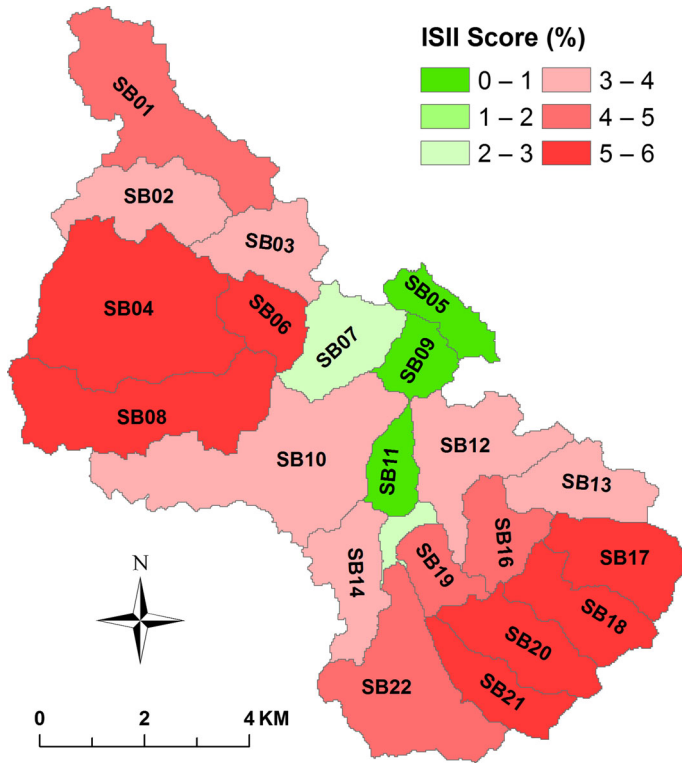 ISII Score (%)
0 – 1
3 – 4
1 – 2
4 – 5
2 – 3
5 – 6
SB01
SB02
SB03
SB04
SB05
SB06
SB07
SB09
SB08
SB10
SB11
SB12
SB13
SB14
SB16
SB19
SB17
SB18
SB20
SB21
SB22
N
0 2 4 KM